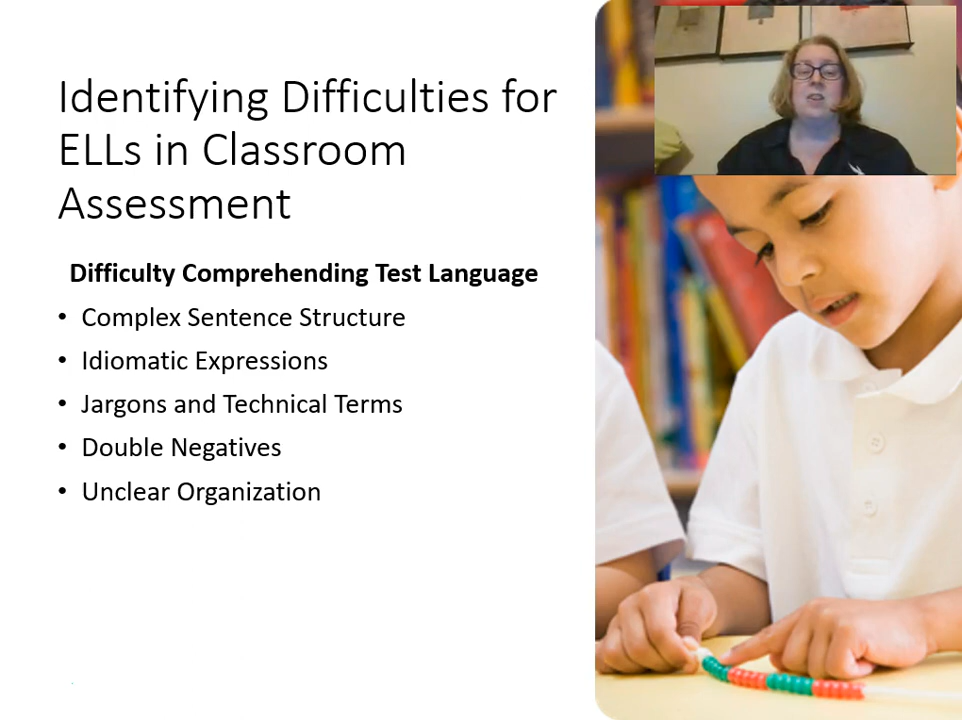 Identifying Difficulties for
ELLs in Classroom
Assessment
Difficulty Comprehending Test Language
• Complex Sentence Structure
• Idiomatic Expressions
• Jargons and Technical Terms
• Double Negatives
• Unclear Organization